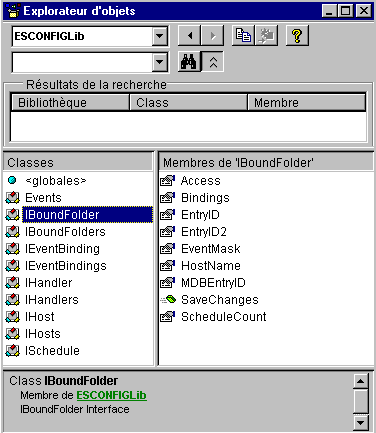 Explorateur d'objets
ESCONFIGLib
Résultats de la recherche
Bibliothèque Class Membre
Classes
<globales>
Events
IBoundFolder
IBoundFolders
IEventBinding
IEventBindings
IHandler
IHandlers
IHost
IHosts
ISchedule
Membres de 'IBoundFolder'
Access
Bindings
EntryID
EntryID2
EventMask
HostName
MDBEntryID
SaveChanges
ScheduleCount
Class IBoundFolder
Membre de ESCONFIGLib
IBoundFolder Interface